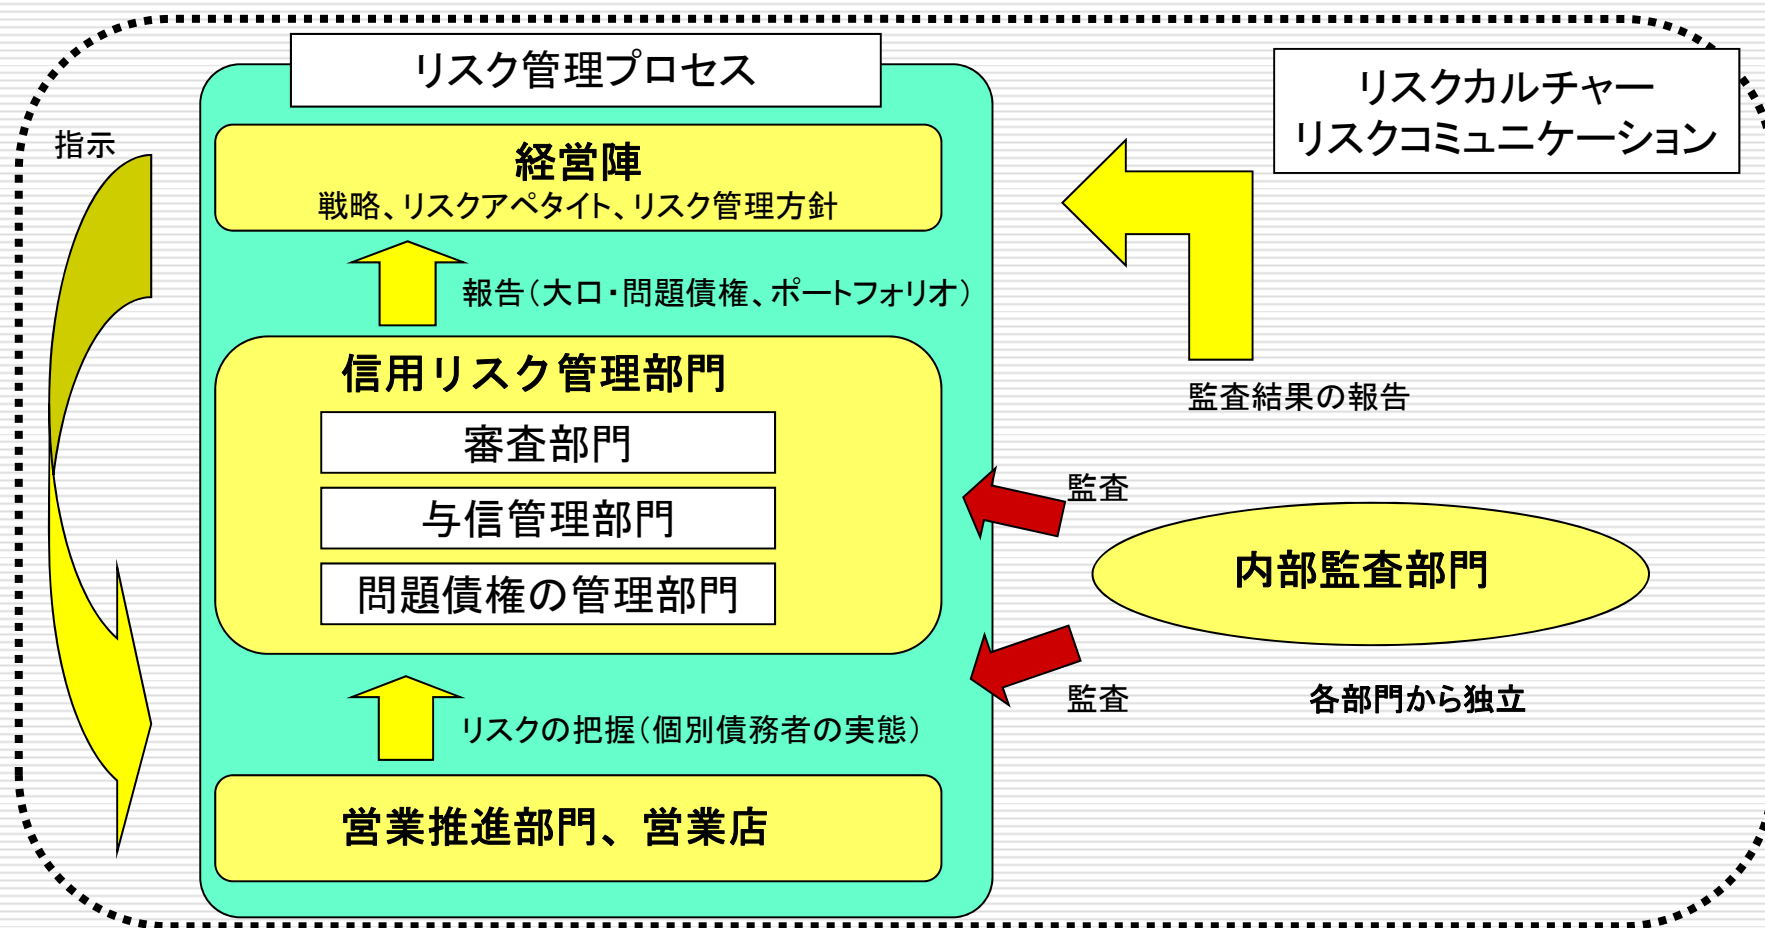 リスク管理プロセス
リスクカルチャー
リスクコミュニケーション
指示
経営陣
戦略、リスクアペタイト、リスク管理方針
報告（大口・問題債権、ポートフォリオ）
信用リスク管理部門
審査部門
与信管理部門
問題債権の管理部門
監査結果の報告
監査
内部監査部門
監査
各部門から独立
リスクの把握（個別債務者の実態）
営業推進部門、営業店